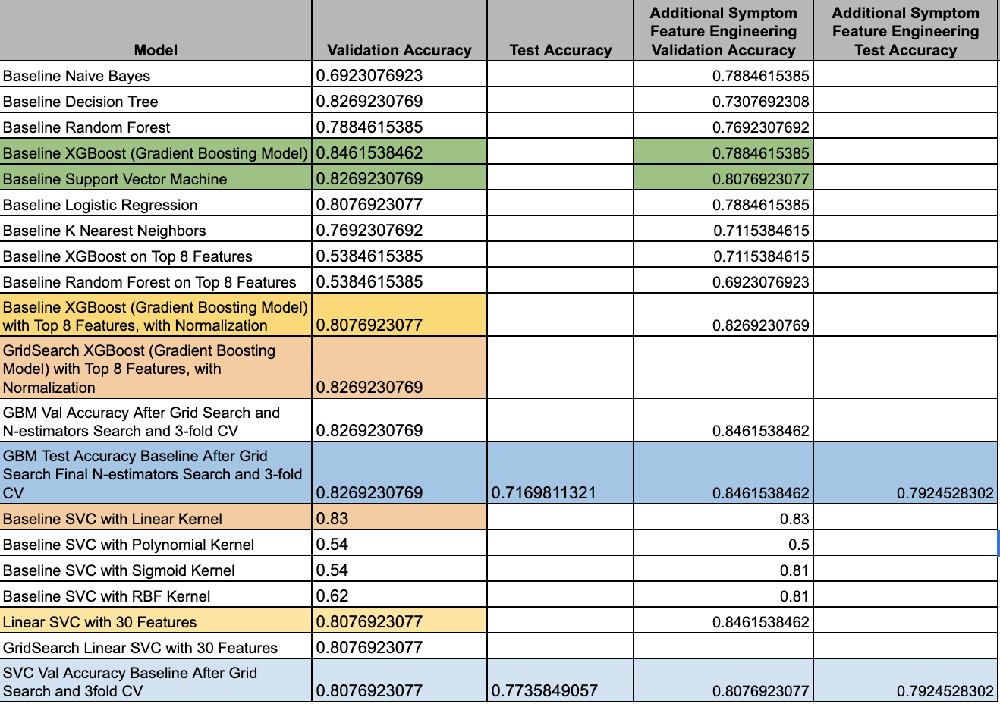 Model Validation Accuracy Test Accuracy Additional Symptom Feature Engineering Validation Accuracy Additional Symptom Feature Engineering Test Accuracy
Baseline Naive Bayes 0.6923076923 0.7884615385
Baseline Decision Tree 0.8269230769 0.7307692308
Baseline Random Forest 0.7884615385 0.7692307692
Baseline XGBoost (Gradient Boosting Model) 0.8461538462 0.7884615385
Baseline Support Vector Machine 0.8269230769 0.8076923077
Baseline Logistic Regression 0.8076923077 0.7884615385
Baseline K Nearest Neighbors 0.7692307692 0.7115384615
Baseline XGBoost on Top 8 Features 0.5384615385 0.7115384615
Baseline Random Forest on Top 8 Features 0.5384615385 0.6923076923
Baseline XGBoost (Gradient Boosting Model)
with Top 8 Features, with Normalization 0.8076923077 0.8269230769
GridSearch XGBoost (Gradient Boosting
Model) with Top 8 Features, with
Normalization 0.8269230769
GBM Val Accuracy After Grid Search and
N-estimators Search and 3-fold CV 0.8269230769 0.8461538462
GBM Test Accuracy Baseline After Grid
Search Final N-estimators Search and 3-fold
CV 0.8269230769 0.7169811321 0.8461538462 0.7924528302
Baseline SVC with Linear Kernel 0.83 0.83
Baseline SVC with Polynomial Kernel 0.54 0.5
Baseline SVC with Sigmoid Kernel 0.54 0.81
Baseline SVC with RBF Kernel 0.62 0.81
Linear SVC with 30 Features 0.8076923077 0.8461538462
GridSearch Linear SVC with 30 Features 0.8076923077
SVC Val Accuracy Baseline After Grid
Search and 3fold CV 0.8076923077 0.7735849057 0.8076923077 0.7924528302